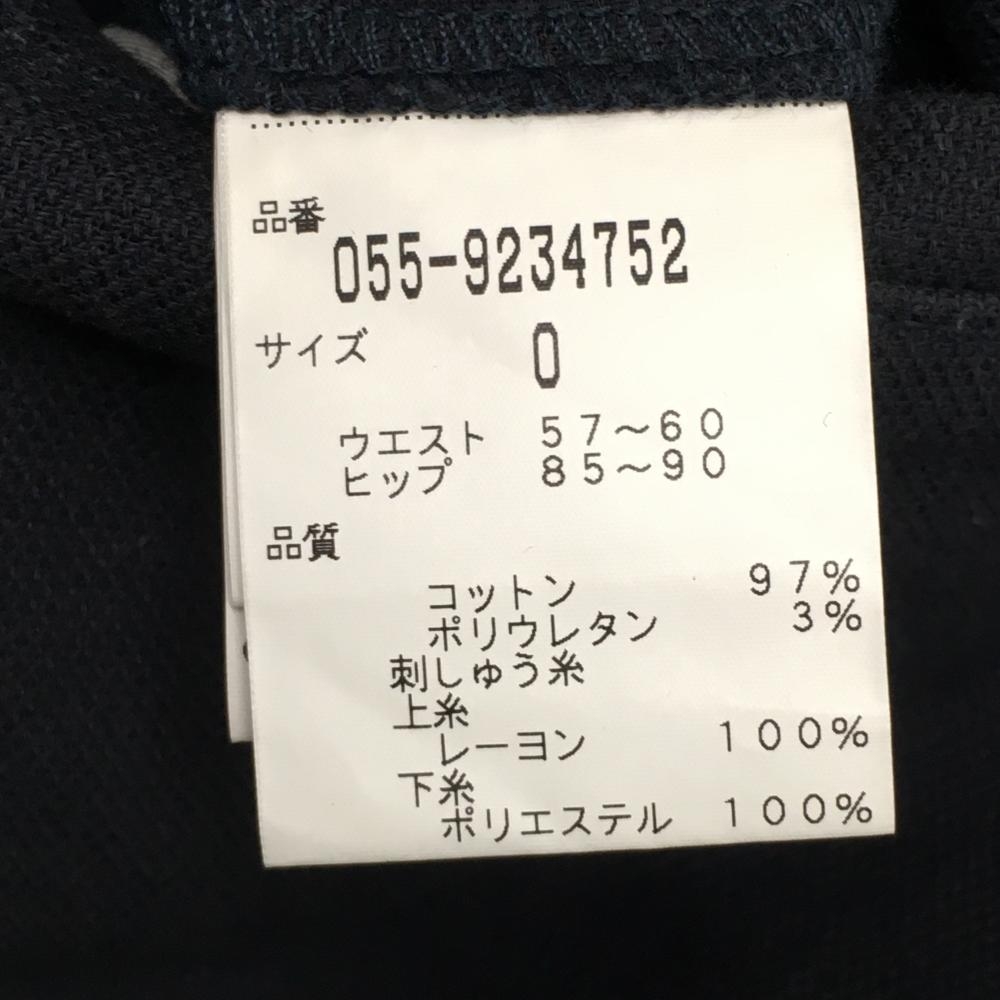 品番
055-9234752
サイズ 0
ウエスト 57～60
ヒップ 85～90
品質
コットン 97%
ポリウレタン 3%
刺しゅう糸
上糸
レーヨン 100%
下糸
ポリエステル 100%